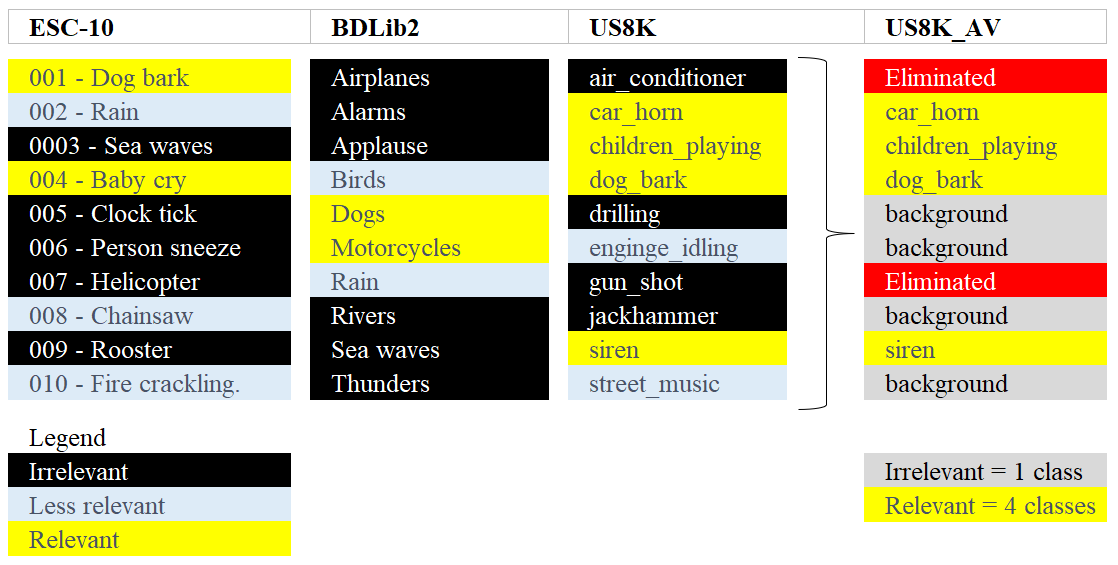 ESC-10 BDLib2 US8K US8K_AV
001 - Dog bark Airplanes air_conditioner Eliminated
002 - Rain Alarms car_horn car_horn
0003 - Sea waves Applause children_playing children_playing
004 - Baby cry Birds dog_bark dog_bark
005 - Clock tick Dogs drilling background
006 - Person sneeze Motorcycles enginge_idling background
007 - Helicopter Rain gun_shot Eliminated
008 - Chainsaw Rivers jackhammer background
009 - Rooster Sea waves siren siren
010 - Fire crackling. Thunders street_music background
Legend
Irrelevant Irrelevant = 1 class
Less relevant Relevant = 4 classes
Relevant